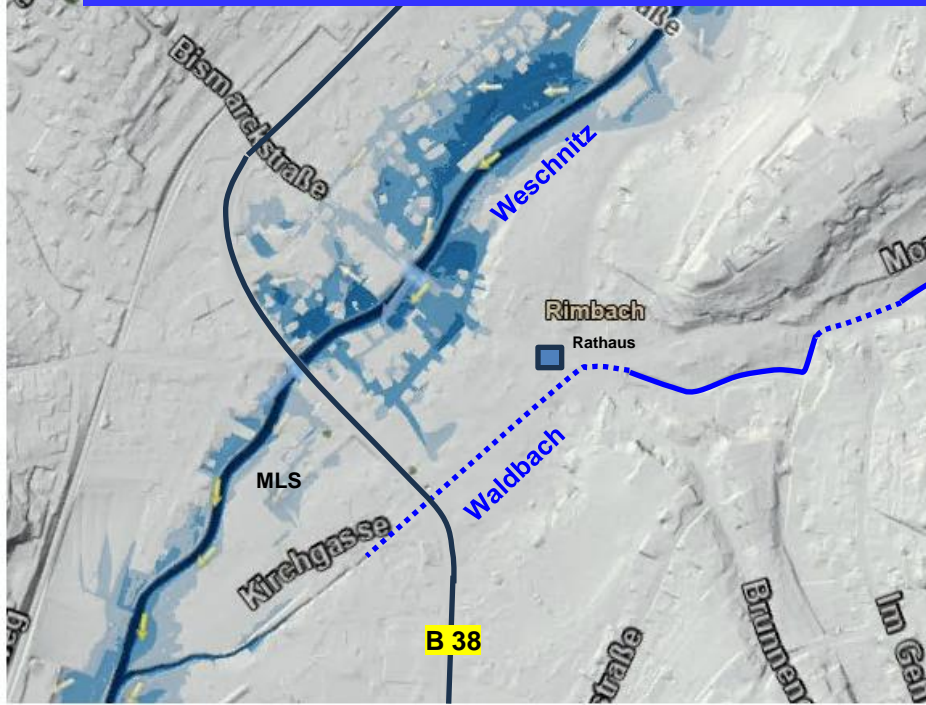 Bismarckstraße
Weschnitz
Rimbach
Rathaus
MLS
Waldbach
Kirchgasse
B 38